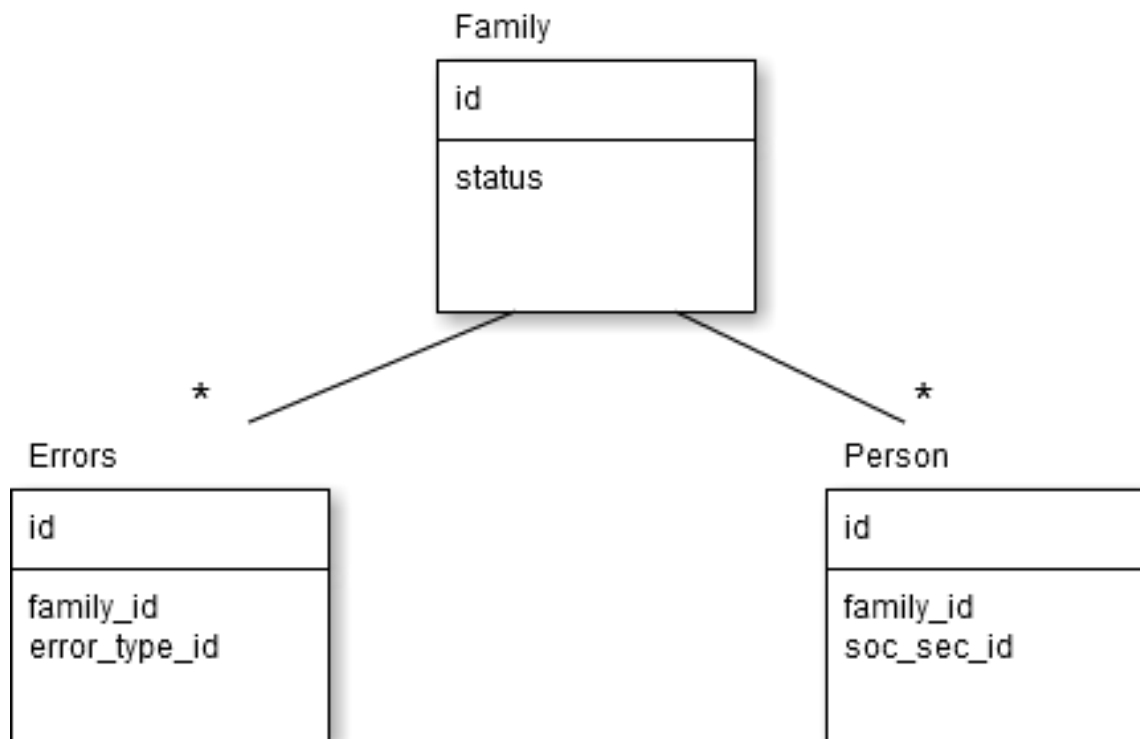 Family
id
status
*
*
Errors
id
family_id
error_type_id
Person
id
family_id
soc_sec_id